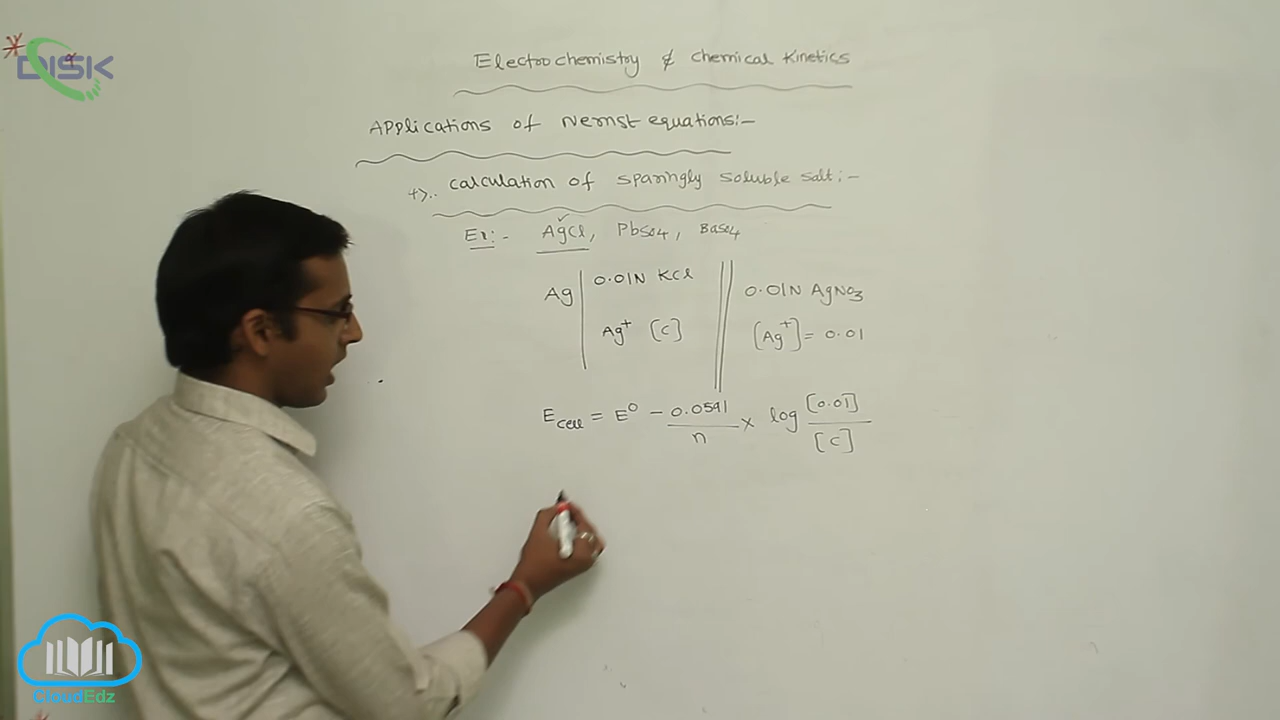 DISK
Electrochemistry & chemical Kinetics
Applications of Nernst equations:-
+>.. calculation of sparingly soluble salt:-
Ex:- AgCl, PbSO4, BaSO4
Ag | 0.01N KCl || 0.01N AgNO3
Ag+ [C] [Ag+] = 0.01
Ecell = E0 - 0.0591/n × log [0.01]/[C]
CloudEdz